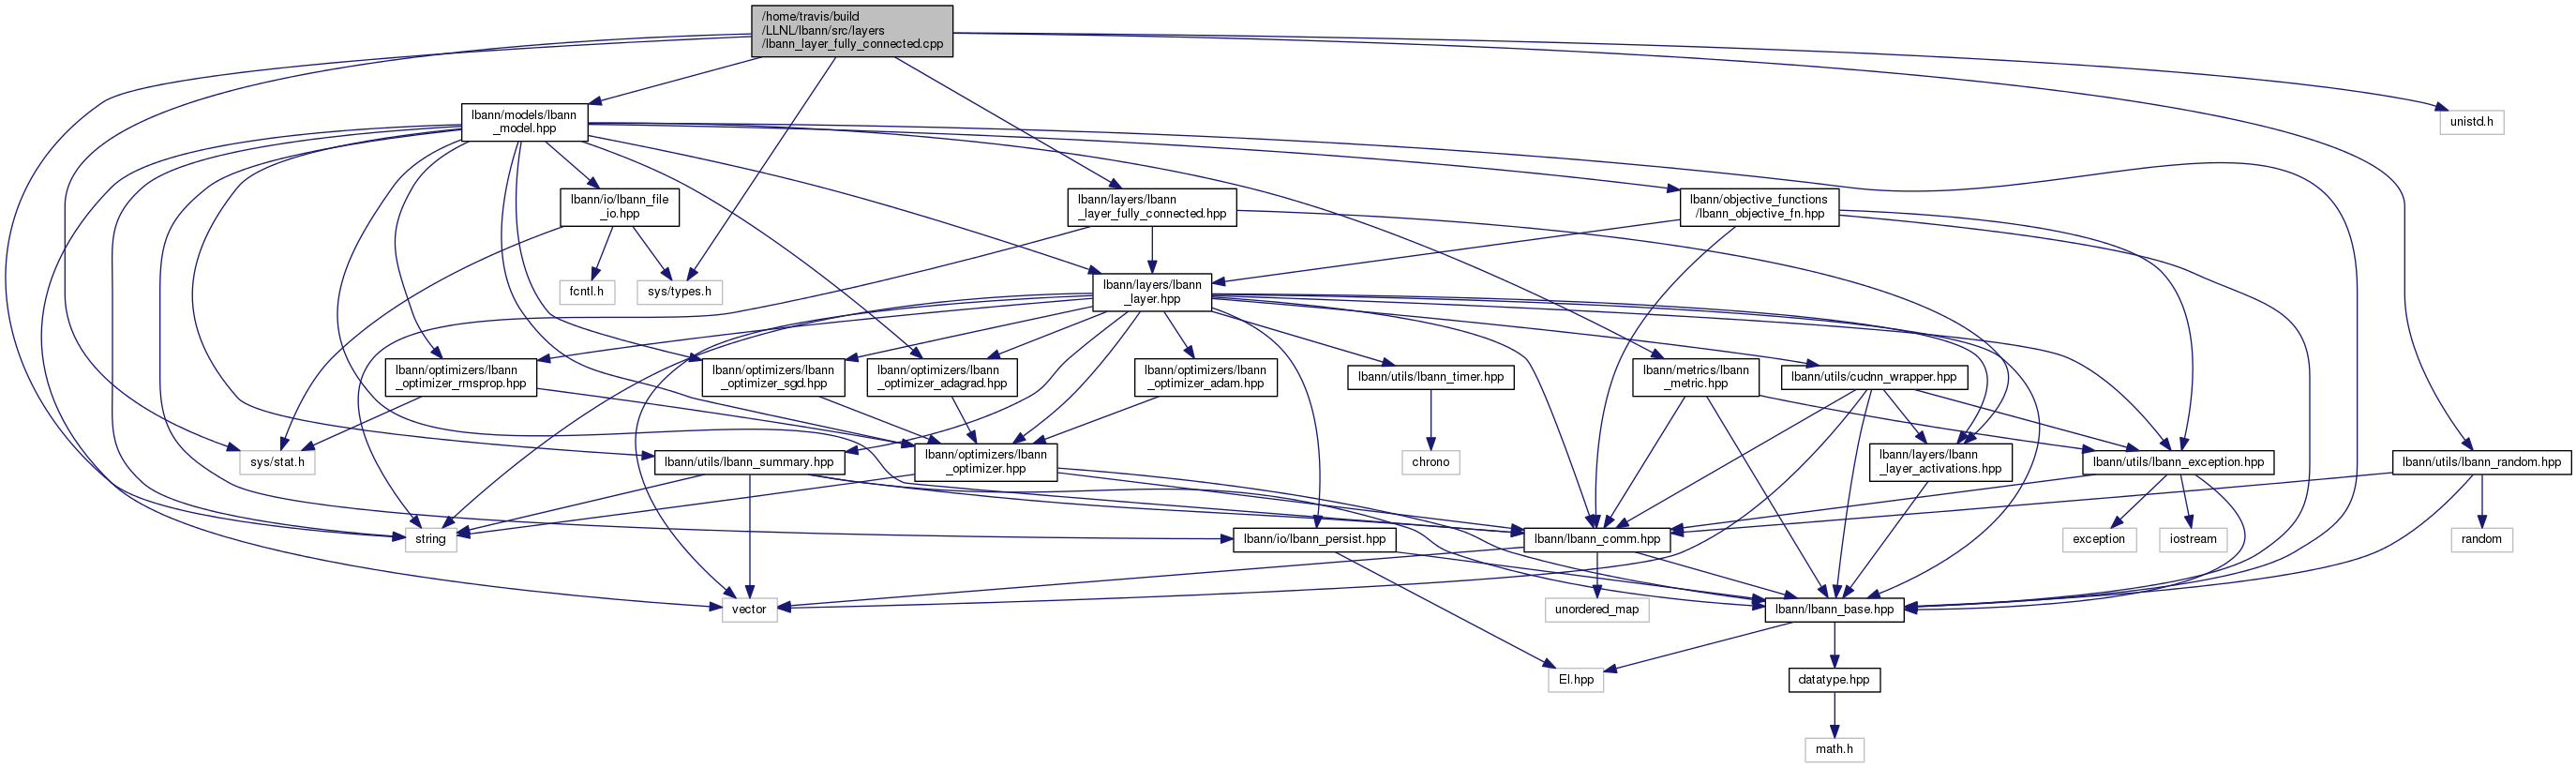 /home/travis/build
/LLNL/lbann/src/layers
/lbann_layer_fully_connected.cpp
lbann/models/lbann
_model.hpp
unistd.h
lbann/io/lbann_file
_io.hpp
lbann/layers/lbann
_layer_fully_connected.hpp
lbann/objective_functions
/lbann_objective_fn.hpp
fcntl.h
sys/types.h
lbann/layers/lbann
_layer.hpp
lbann/optimizers/lbann
_optimizer_rmsprop.hpp
lbann/optimizers/lbann
_optimizer_sgd.hpp
lbann/optimizers/lbann
_optimizer_adagrad.hpp
lbann/optimizers/lbann
_optimizer_adam.hpp
lbann/utils/lbann_timer.hpp
lbann/metrics/lbann
_metric.hpp
lbann/utils/cudnn_wrapper.hpp
sys/stat.h
lbann/utils/lbann_summary.hpp
lbann/optimizers/lbann
_optimizer.hpp
chrono
lbann/layers/lbann
_layer_activations.hpp
lbann/utils/lbann_exception.hpp
lbann/utils/lbann_random.hpp
string
lbann/io/lbann_persist.hpp
lbann/lbann_comm.hpp
exception
iostream
random
vector
unordered_map
lbann/lbann_base.hpp
El.hpp
datatype.hpp
math.h